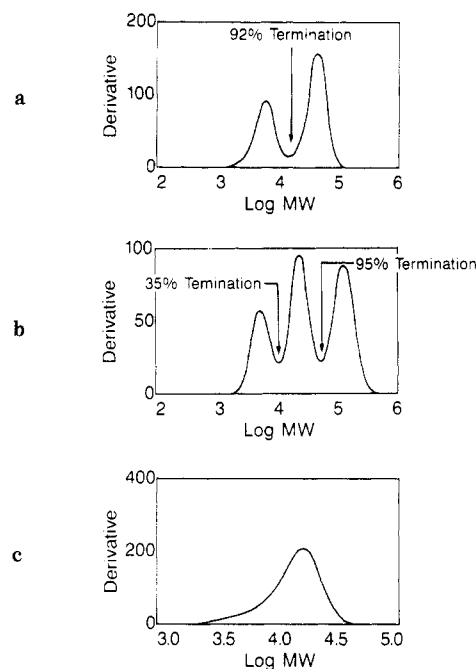 a
Derivative
200
100
0
92% Termination
2 3 4 5 6
Log MW
b
Derivative
100
50
0
35% Temination
95% Termination
2 3 4 5 6
Log MW
c
Derivative
400
200
0
3.0 3.5 4.0 4.5 5.0
Log MW